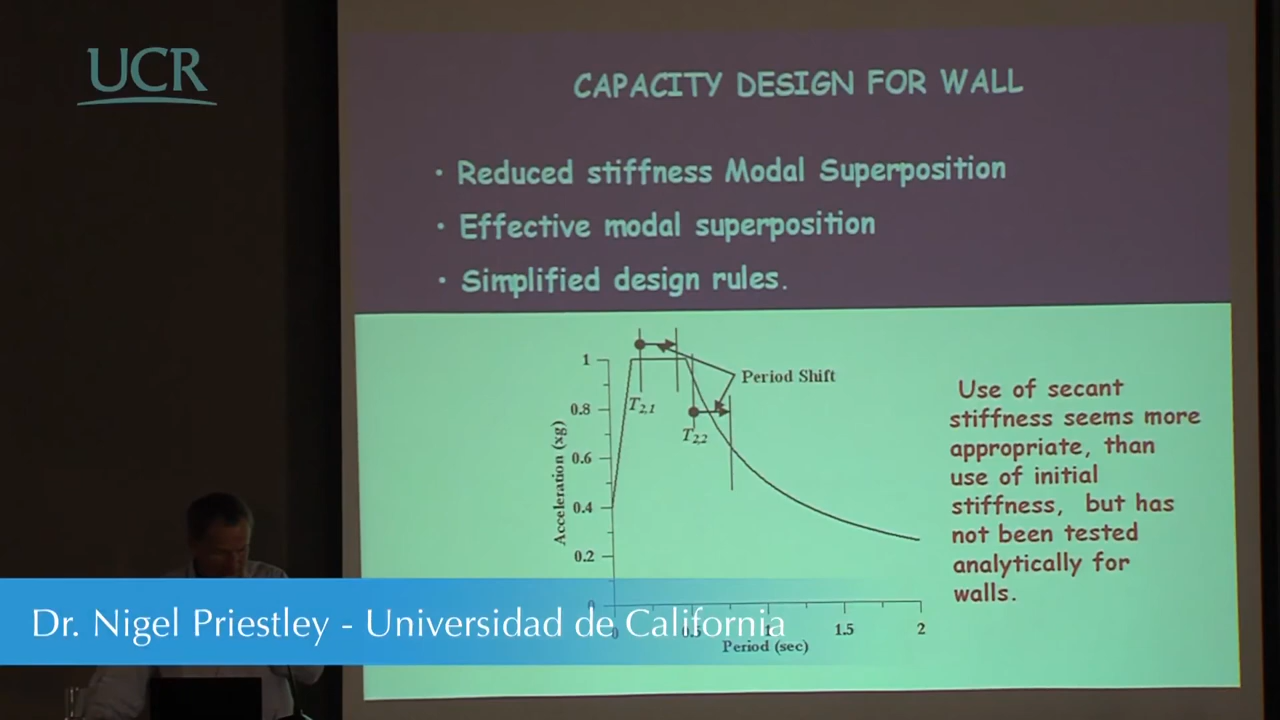 UCR
CAPACITY DESIGN FOR WALL
• Reduced stiffness Modal Superposition
• Effective modal superposition
• Simplified design rules.
Period Shift
T2,1
T2,2
Acceleration (xg)
1
0.8
0.6
0.4
0.2
0
0
0.5
1
1.5
2
Period (sec)
Use of secant
stiffness seems more
appropriate, than
use of initial
stiffness, but has
not been tested
analytically for
walls.
Dr. Nigel Priestley - Universidad de California